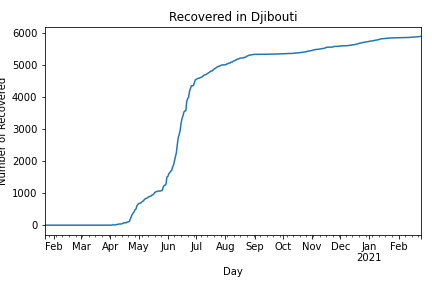 Recovered in Djibouti
Number of Recovered
6000
5000
4000
3000
2000
1000
0
Feb Mar Apr May Jun Jul Aug Sep Oct Nov Dec Jan Feb
2021
Day